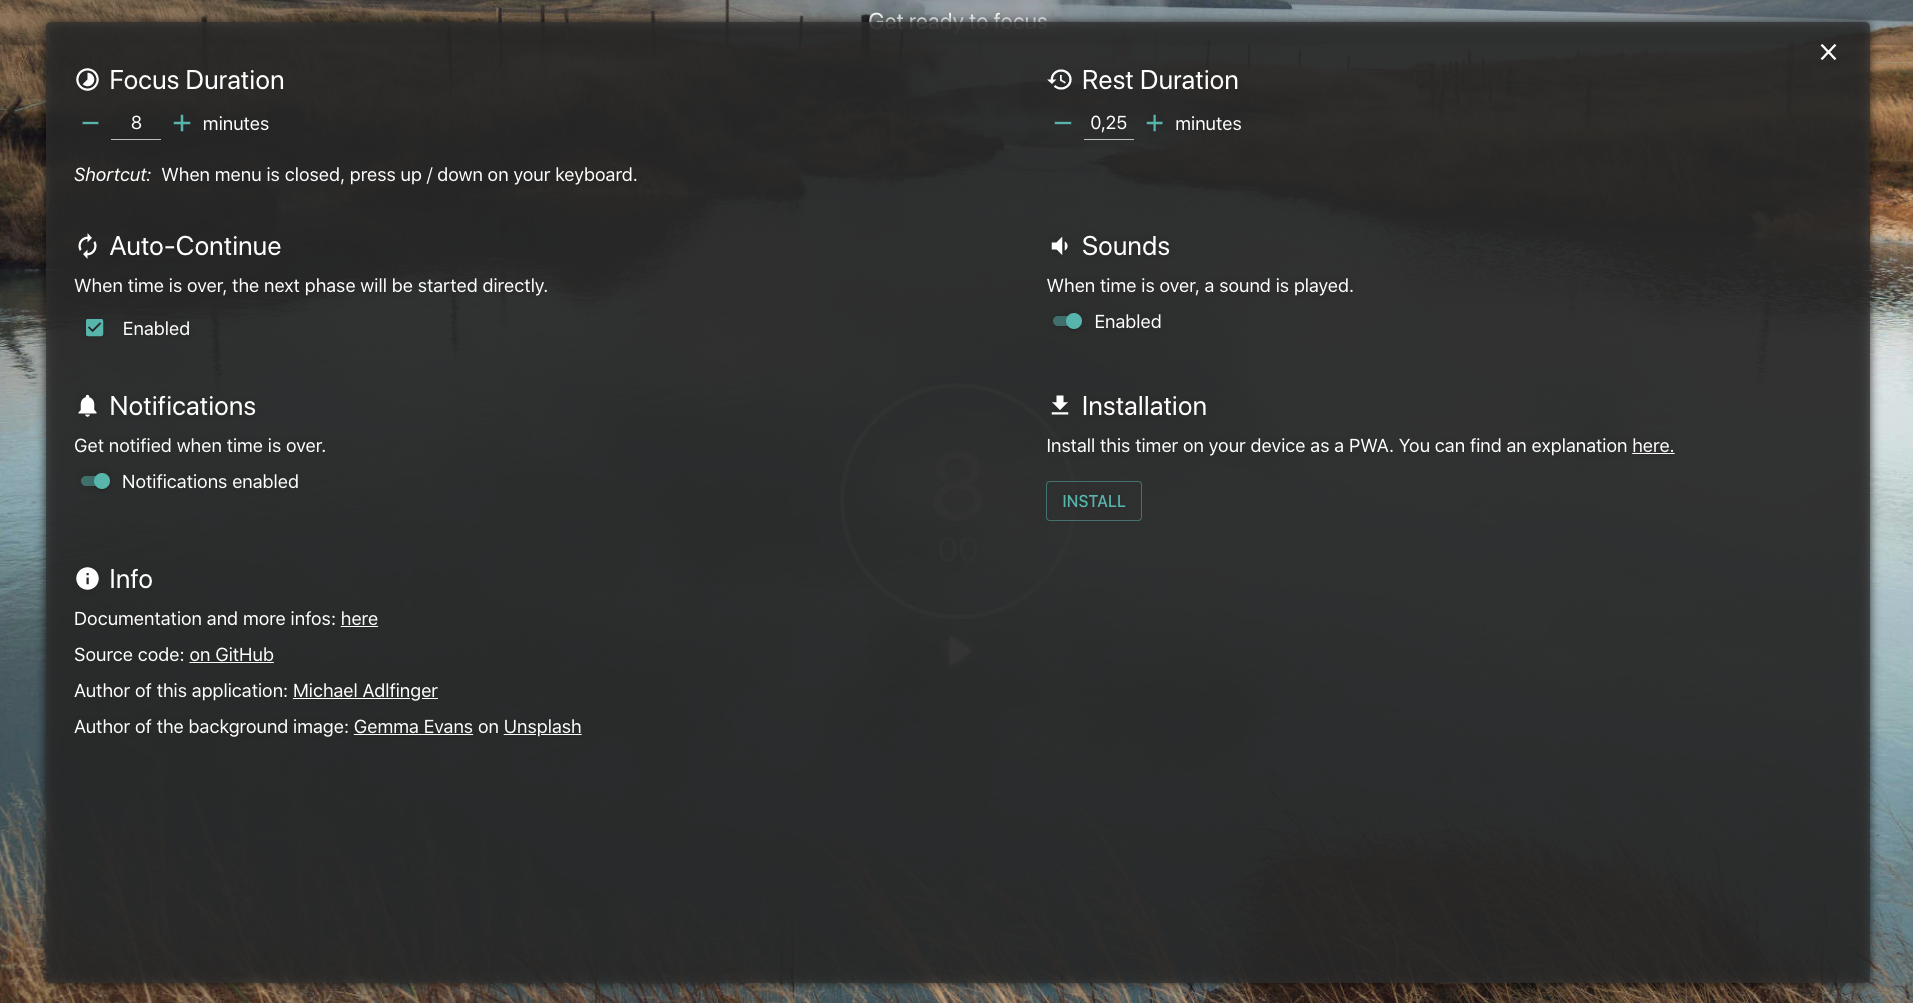 Get ready to focus
Focus Duration
8 minutes
Shortcut: When menu is closed, press up / down on your keyboard.
Rest Duration
0,25 minutes
Auto-Continue
When time is over, the next phase will be started directly.
Enabled
Sounds
When time is over, a sound is played.
Enabled
Notifications
Get notified when time is over.
Notifications enabled
Installation
Install this timer on your device as a PWA. You can find an explanation here.
INSTALL
8
00
Info
Documentation and more infos: here
Source code: on GitHub
Author of this application: Michael Adlfinger
Author of the background image: Gemma Evans on Unsplash